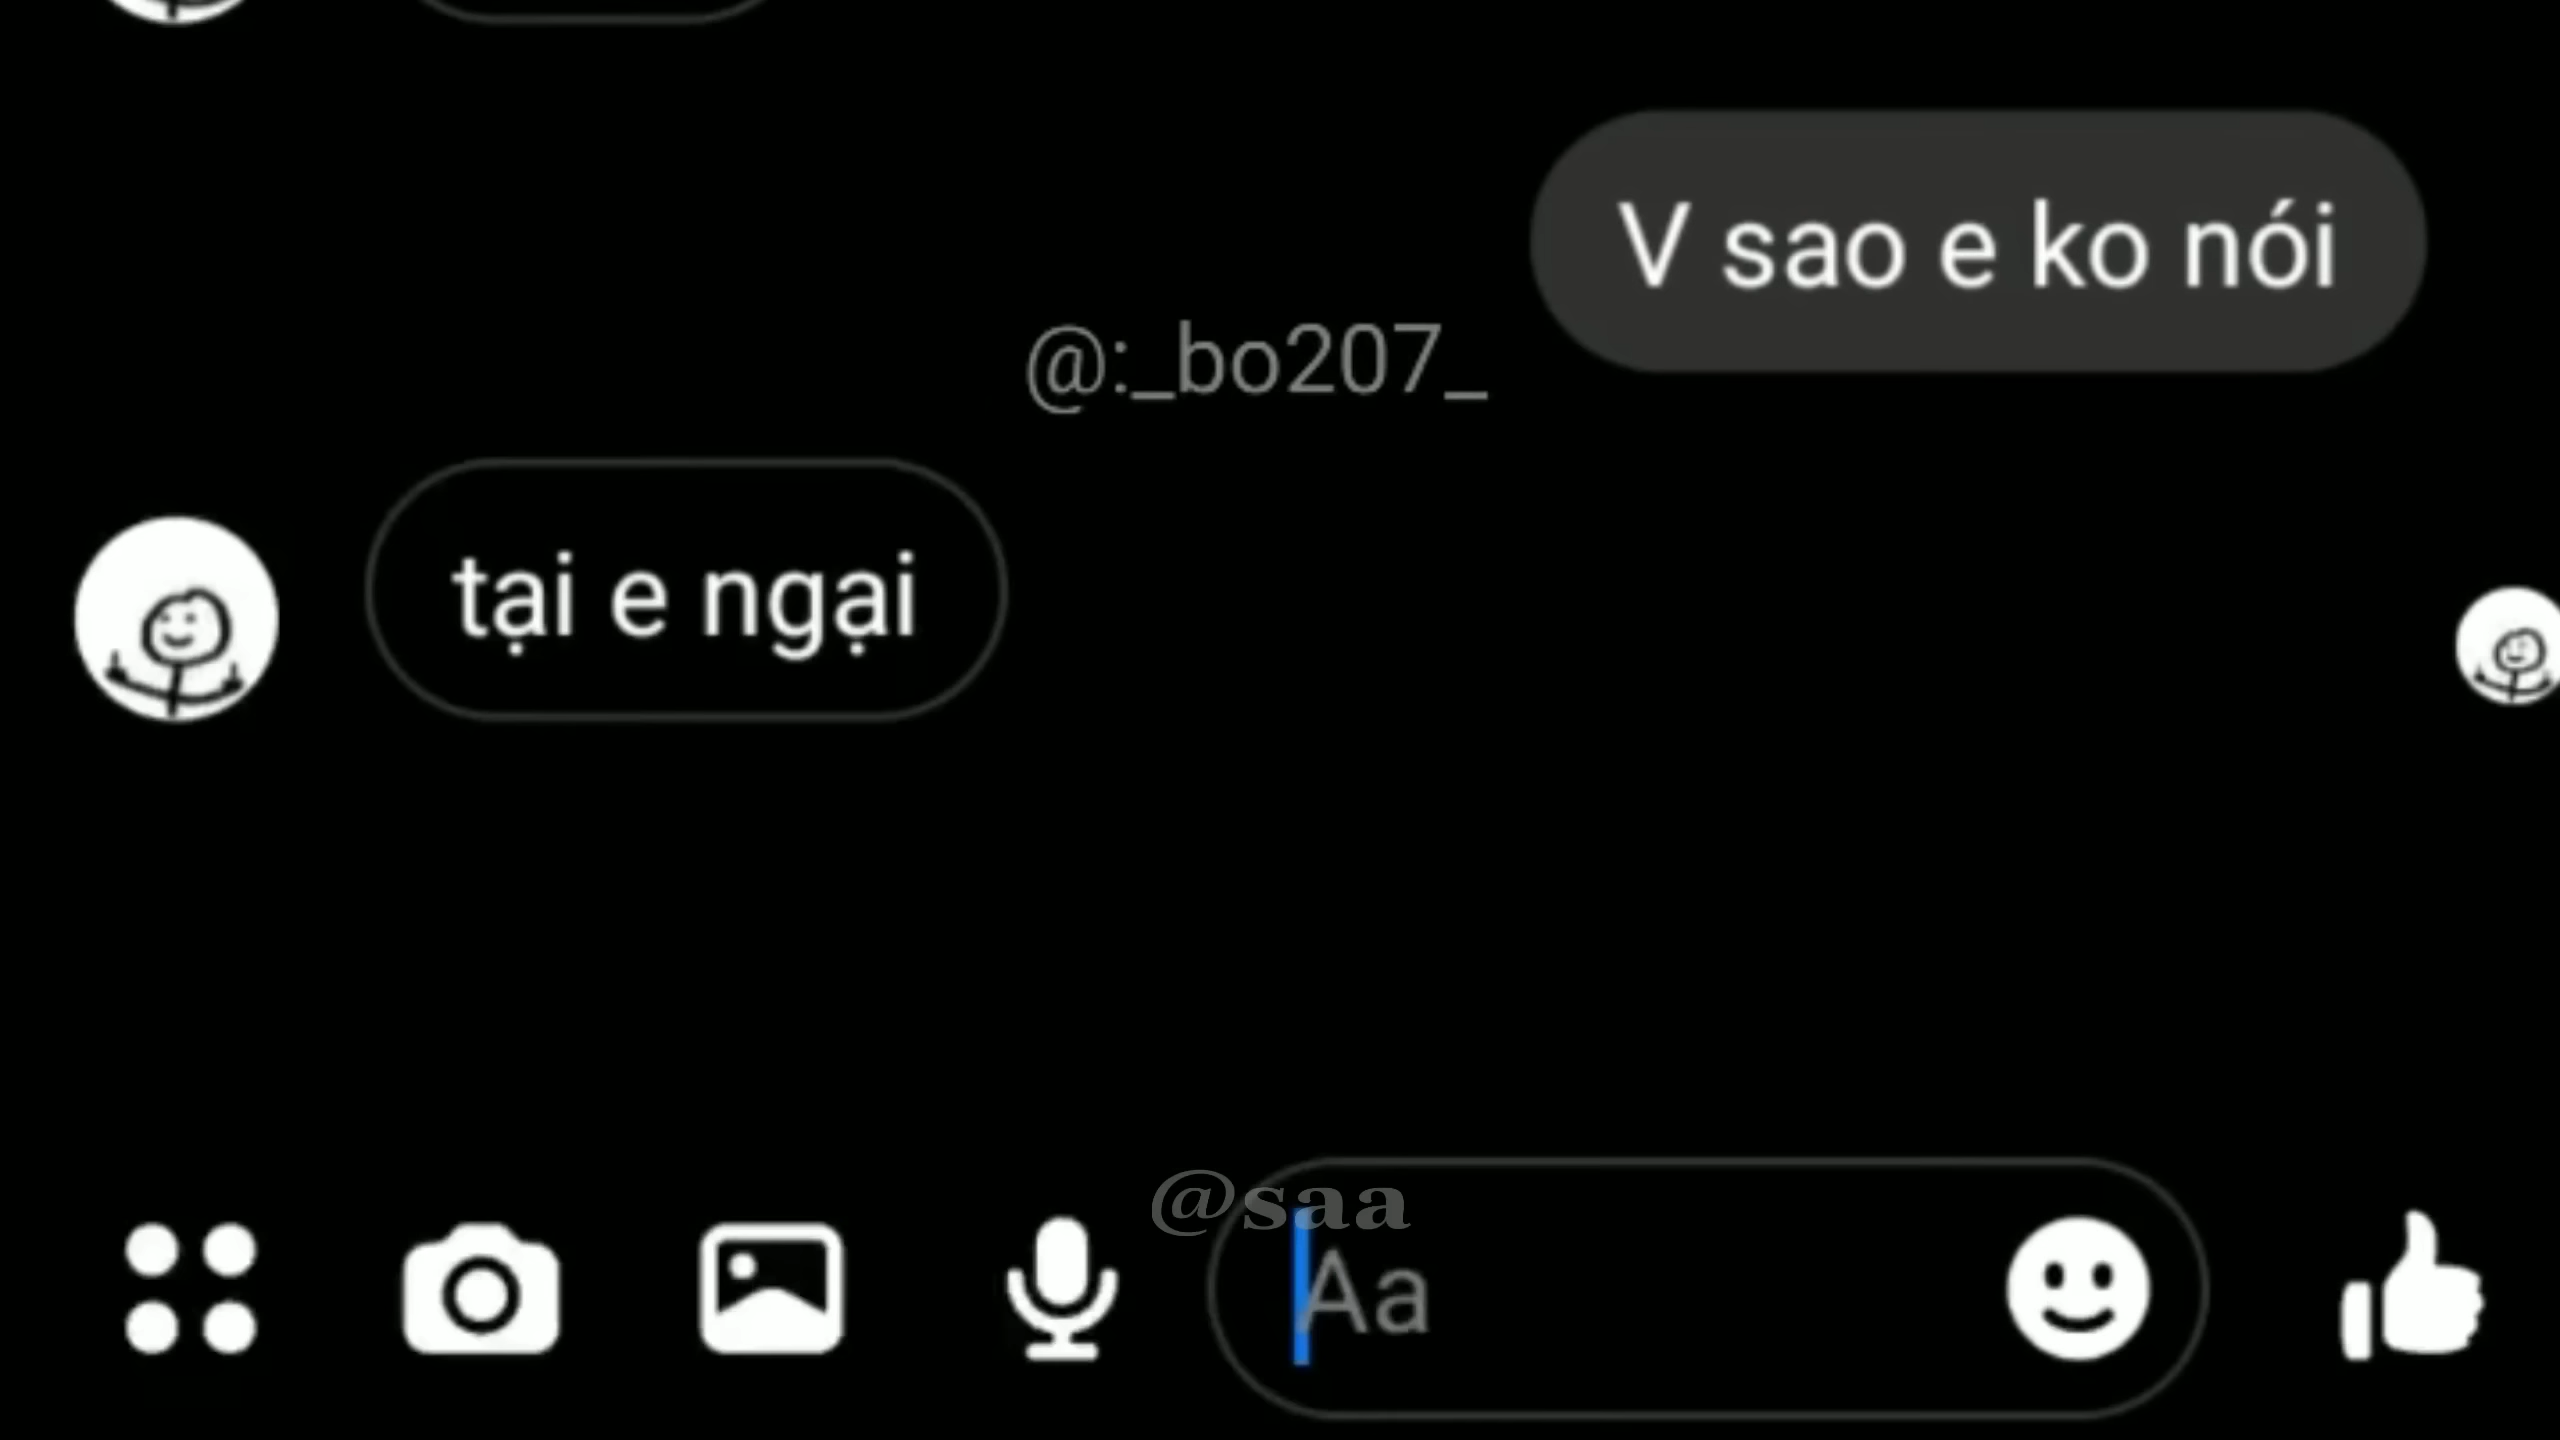 V sao e ko nói
@:_bo207_
tại e ngại
@saa
Aa